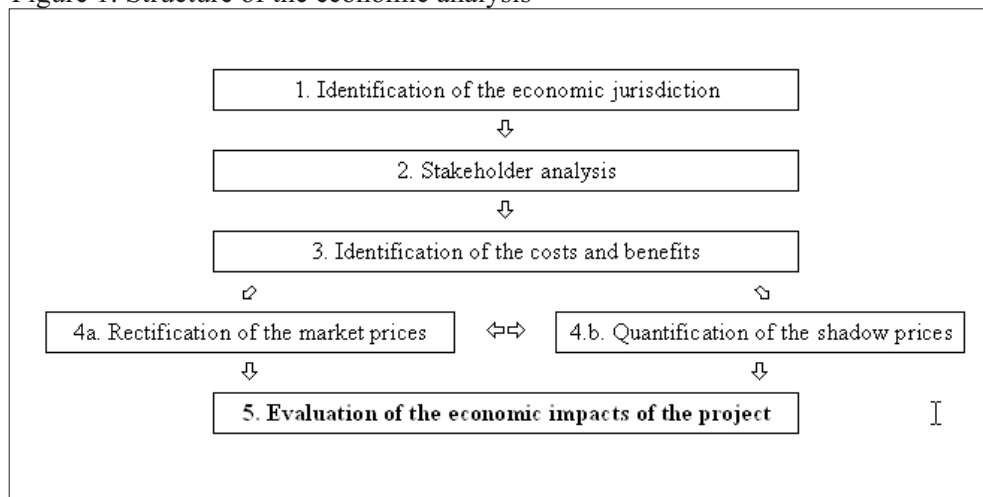 Figure 1. Structure of the economic analysis
1. Identification of the economic jurisdiction
2. Stakeholder analysis
3. Identification of the costs and benefits
4a. Rectification of the market prices
4.b. Quantification of the shadow prices
5. Evaluation of the economic impacts of the project